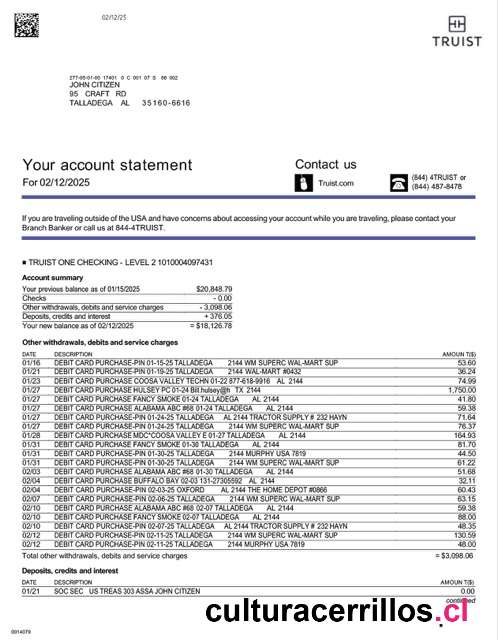 02/12/25
TRUIST
277-95-01-00 17401 0 C 001 07 S 66 002
JOHN CITIZEN
95 CRAFT RD
TALLADEGA AL 35160-6616
Your account statement
For 02/12/2025
Contact us
Truist.com
(844) 4TRUIST or
(844) 487-8478
If you are traveling outside of the USA and have concerns about accessing your account while you are traveling, please contact your
Branch Banker or call us at 844-4TRUIST.
■ TRUIST ONE CHECKING - LEVEL 2 1010004097431
Account summary
Your previous balance as of 01/15/2025 $20,848.79
Checks - 0.00
Other withdrawals, debits and service charges - 3,098.06
Deposits, credits and interest + 376.05
Your new balance as of 02/12/2025 = $18,126.78
Other withdrawals, debits and service charges
DATE DESCRIPTION AMOUNT($)
01/16 DEBIT CARD PURCHASE-PIN 01-15-25 TALLADEGA 2144 WM SUPERC WAL-MART SUP 53.60
01/21 DEBIT CARD PURCHASE-PIN 01-19-25 TALLADEGA 2144 WAL-MART #0432 36.24
01/23 DEBIT CARD PURCHASE COOSA VALLEY TECHN 01-22 877-618-9916 AL 2144 74.99
01/27 DEBIT CARD PURCHASE HULSEY PC 01-24 Bill.hulsey@h TX 2144 1,750.00
01/27 DEBIT CARD PURCHASE FANCY SMOKE 01-24 TALLADEGA AL 2144 41.80
01/27 DEBIT CARD PURCHASE ALABAMA ABC #68 01-24 TALLADEGA AL 2144 59.38
01/27 DEBIT CARD PURCHASE-PIN 01-24-25 TALLADEGA AL 2144 TRACTOR SUPPLY # 232 HAYN 71.64
01/27 DEBIT CARD PURCHASE-PIN 01-24-25 TALLADEGA 2144 WM SUPERC WAL-MART SUP 76.37
01/28 DEBIT CARD PURCHASE MDC*COOSA VALLEY E 01-27 TALLADEGA AL 2144 164.93
01/31 DEBIT CARD PURCHASE FANCY SMOKE 01-30 TALLADEGA AL 2144 81.70
01/31 DEBIT CARD PURCHASE-PIN 01-30-25 TALLADEGA 2144 MURPHY USA 7819 44.50
01/31 DEBIT CARD PURCHASE-PIN 01-30-25 TALLADEGA 2144 WM SUPERC WAL-MART SUP 61.22
02/03 DEBIT CARD PURCHASE ALABAMA ABC #68 01-30 TALLADEGA AL 2144 51.68
02/04 DEBIT CARD PURCHASE BUFFALO BAY 02-03 131-27305592 AL 2144 32.11
02/04 DEBIT CARD PURCHASE-PIN 02-03-25 OXFORD AL 2144 THE HOME DEPOT #0866 60.43
02/07 DEBIT CARD PURCHASE-PIN 02-06-25 TALLADEGA 2144 WM SUPERC WAL-MART SUP 63.15
02/10 DEBIT CARD PURCHASE ALABAMA ABC #68 02-07 TALLADEGA AL 2144 59.38
02/10 DEBIT CARD PURCHASE FANCY SMOKE 02-07 TALLADEGA AL 2144 88.00
02/10 DEBIT CARD PURCHASE-PIN 02-07-25 TALLADEGA AL 2144 TRACTOR SUPPLY # 232 HAYN 48.35
02/12 DEBIT CARD PURCHASE-PIN 02-11-25 TALLADEGA 2144 WM SUPERC WAL-MART SUP 130.59
02/12 DEBIT CARD PURCHASE-PIN 02-11-25 TALLADEGA 2144 MURPHY USA 7819 48.00
Total other withdrawals, debits and service charges = $3,098.06
Deposits, credits and interest
DATE DESCRIPTION AMOUNT($)
01/21 SOC SEC US TREAS 303 ASSA JOHN CITIZEN 0.00
continued
culturacerrillos.cl
0014079